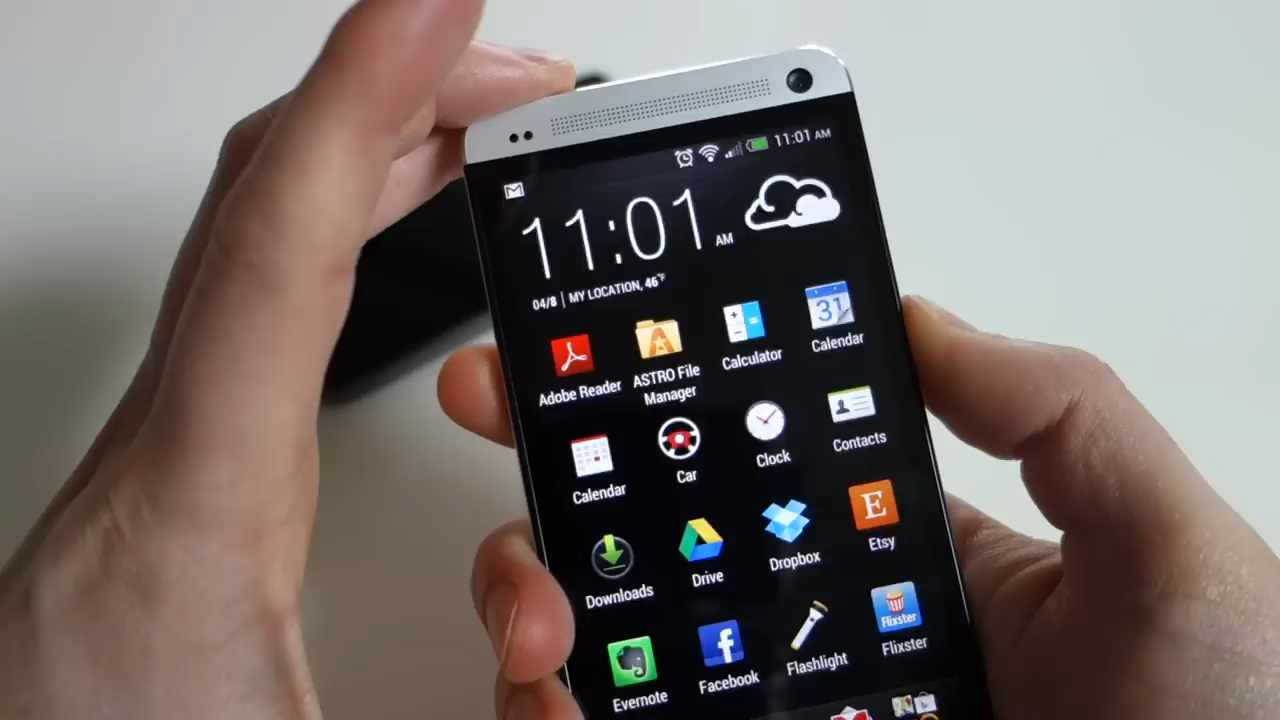 11:01 AM
11:01 AM
04/8 | MY LOCATION, 46°F
31
Adobe Reader
ASTRO File
Manager
Calculator
Calendar
Calendar
Car
Clock
Contacts
E
Downloads
Drive
Dropbox
Etsy
f
Flixster
Evernote
Facebook
Flashlight
Flixster